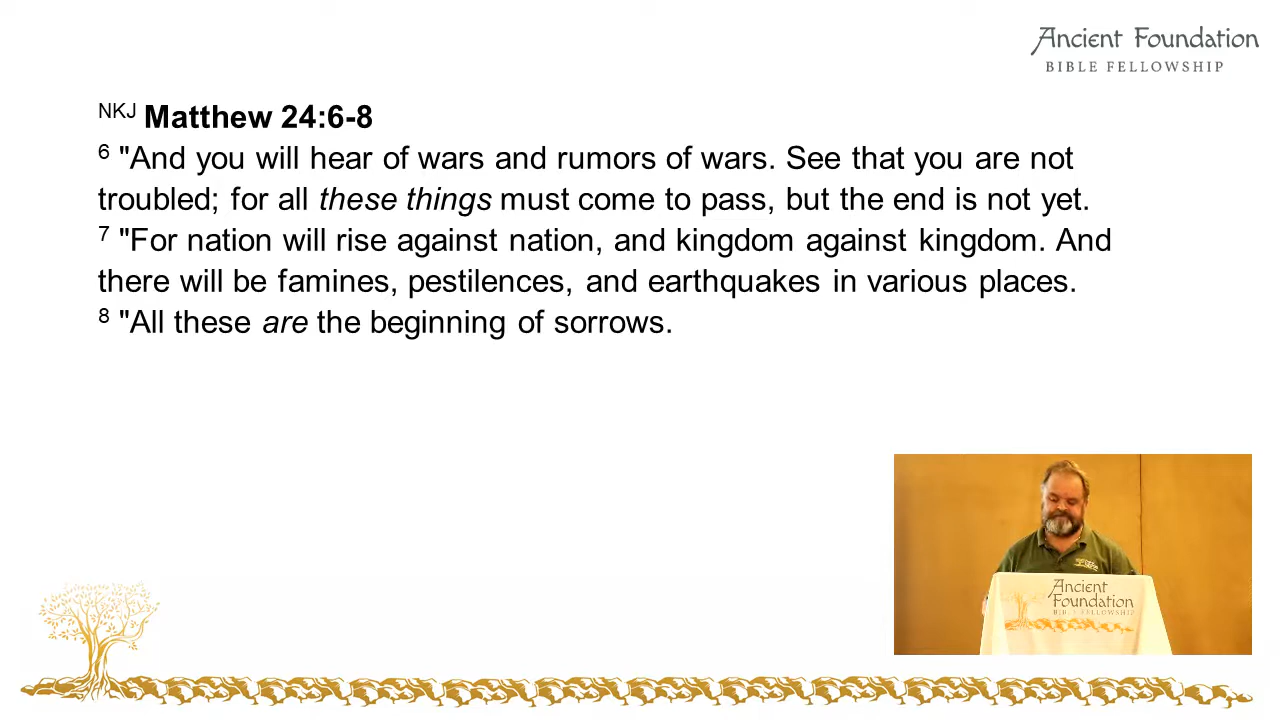 Ancient Foundation
BIBLE FELLOWSHIP
NKJ Matthew 24:6-8
6 "And you will hear of wars and rumors of wars. See that you are not
troubled; for all these things must come to pass, but the end is not yet.
7 "For nation will rise against nation, and kingdom against kingdom. And
there will be famines, pestilences, and earthquakes in various places.
8 "All these are the beginning of sorrows.
Ancient
Foundation
BIBLE FELLOWSHIP